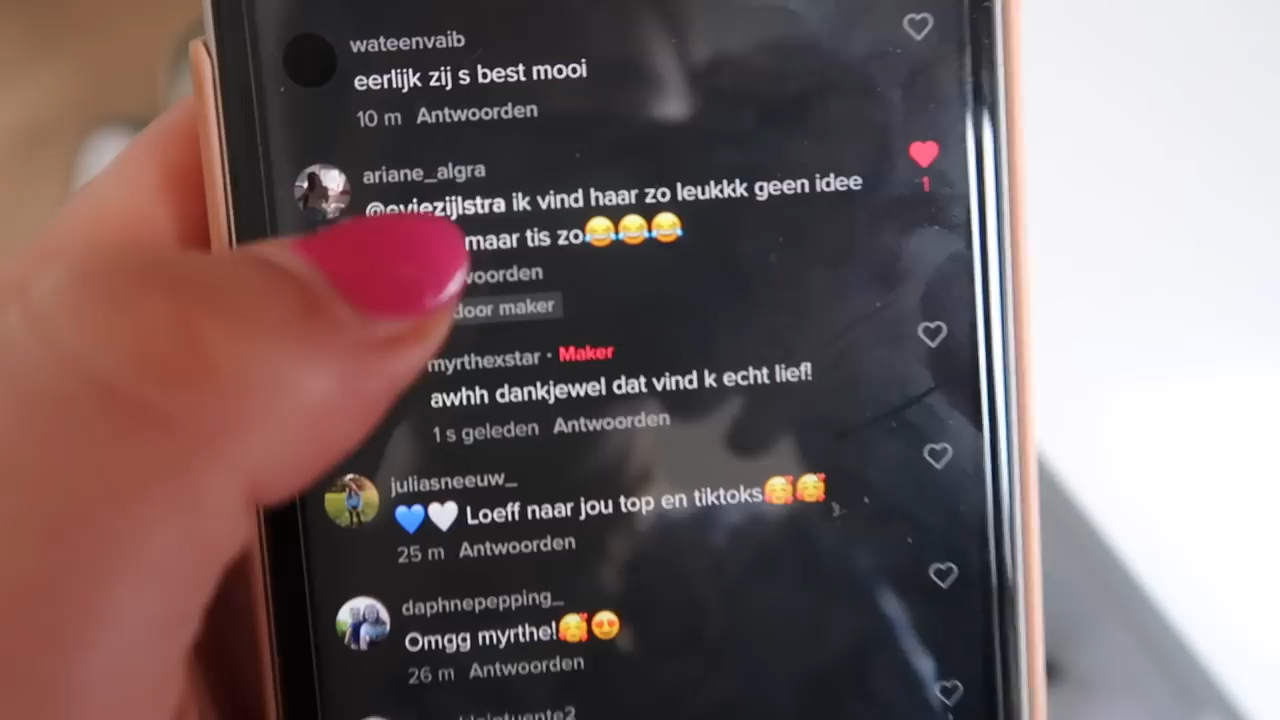 wateenvaib
eerlijk zij s best mooi
10 m Antwoorden
ariane_algra
@eviezijlstra ik vind haar zo leukkk geen idee
1
maar tis zo😂😂😂
door maker
myrthexstar · Maker
awhh dankjewel dat vind k echt lief!
1 s geleden Antwoorden
juliasneeuw_
💙🤍 Loeff naar jou top en tiktoks🥰🥰
25 m Antwoorden
daphnepepping_
Omgg myrthe!🥰😍
26 m Antwoorden